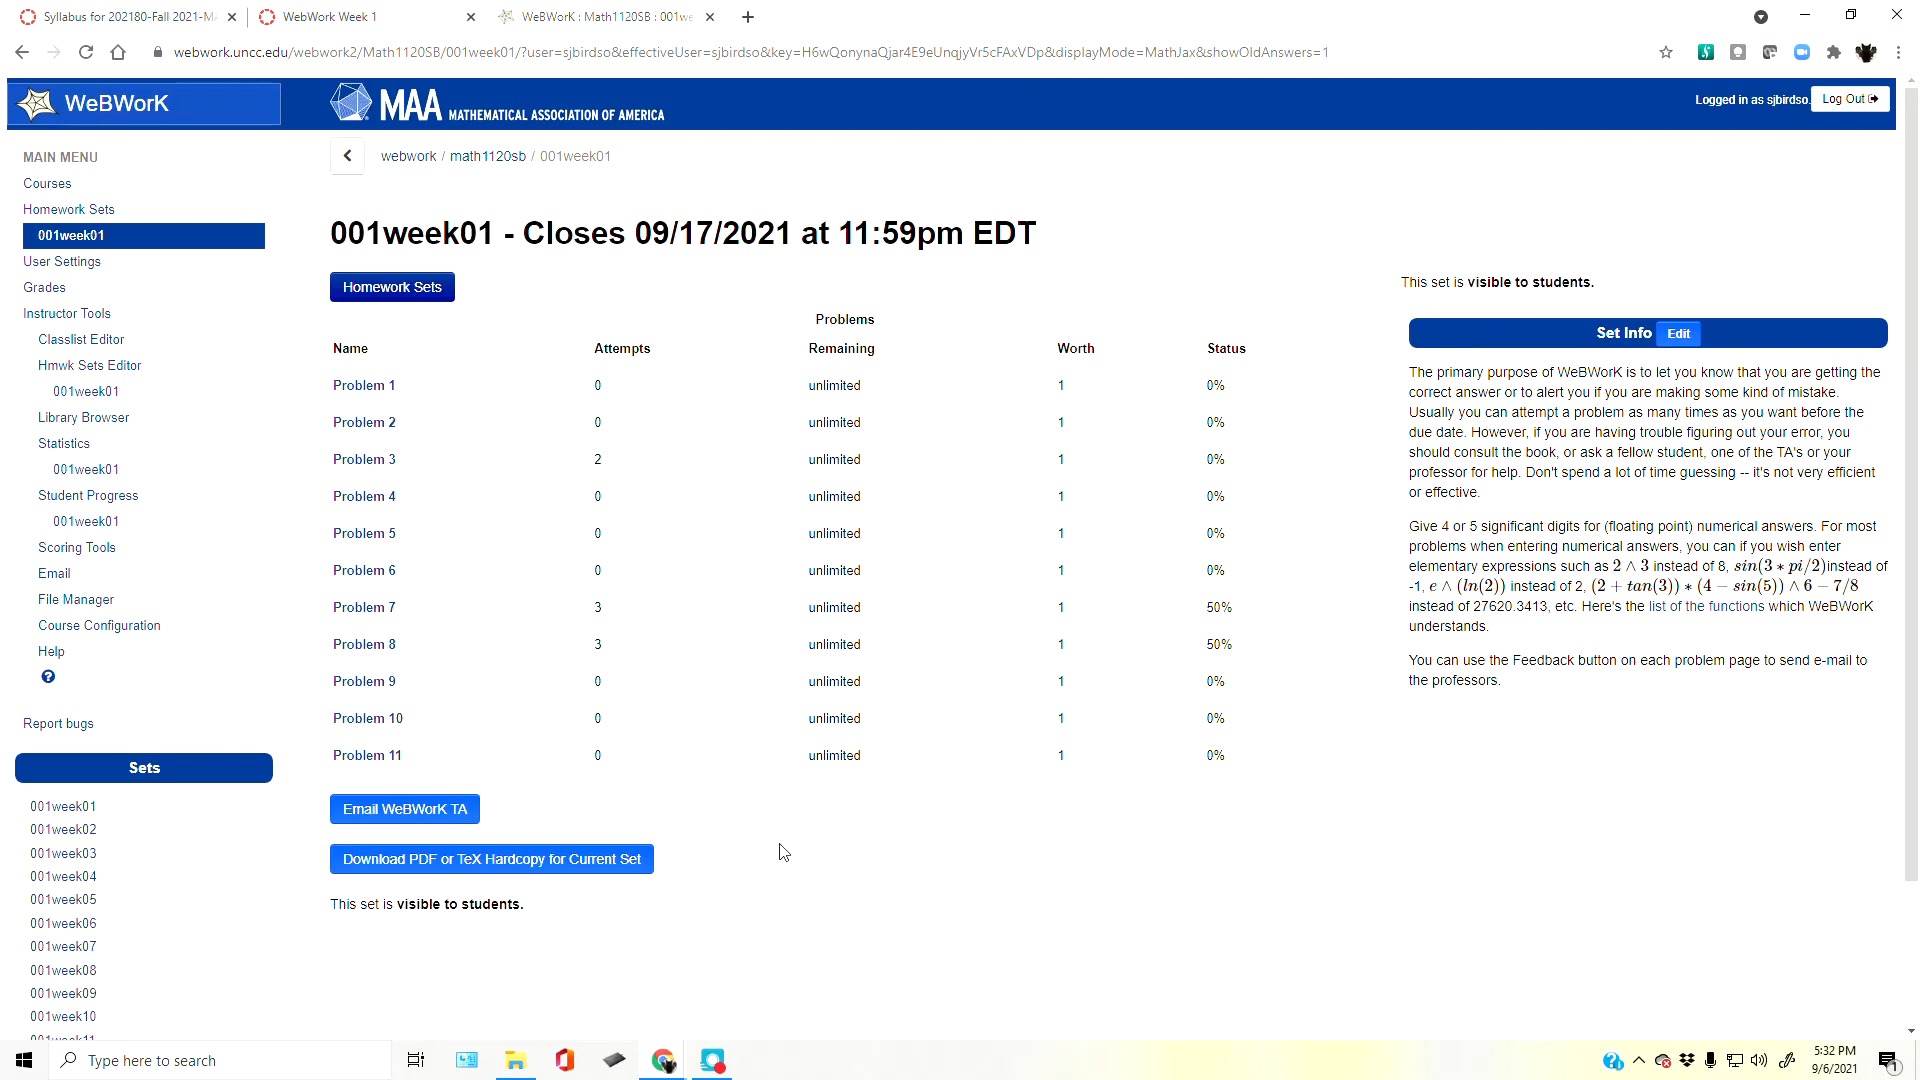 Syllabus for 202180-Fall 2021-MA
WebWork Week 1
WeBWorK : Math1120SB : 001we
webwork.uncc.edu/webwork2/Math1120SB/001week01/?user=sjbirdso&effectiveUser=sjbirdso&key=H6wQonynaQjar4E9eUnqjyVr5cFAxVDp&displayMode=MathJax&showOldAnswers=1
WeBWorK
MAA MATHEMATICAL ASSOCIATION OF AMERICA
Logged in as sjbirdso.
Log Out
MAIN MENU
Courses
Homework Sets
001week01
User Settings
Grades
Instructor Tools
Classlist Editor
Hmwk Sets Editor
001week01
Library Browser
Statistics
001week01
Student Progress
001week01
Scoring Tools
Email
File Manager
Course Configuration
Help
?
Report bugs
Sets
001week01
001week02
001week03
001week04
001week05
001week06
001week07
001week08
001week09
001week10
001week11
webwork / math1120sb / 001week01
001week01 - Closes 09/17/2021 at 11:59pm EDT
Homework Sets
Problems
Name Attempts Remaining Worth Status
Problem 1 0 unlimited 1 0%
Problem 2 0 unlimited 1 0%
Problem 3 2 unlimited 1 0%
Problem 4 0 unlimited 1 0%
Problem 5 0 unlimited 1 0%
Problem 6 0 unlimited 1 0%
Problem 7 3 unlimited 1 50%
Problem 8 3 unlimited 1 50%
Problem 9 0 unlimited 1 0%
Problem 10 0 unlimited 1 0%
Problem 11 0 unlimited 1 0%
Email WeBWorK TA
Download PDF or TeX Hardcopy for Current Set
This set is visible to students.
This set is visible to students.
Set Info Edit
The primary purpose of WeBWorK is to let you know that you are getting the
correct answer or to alert you if you are making some kind of mistake.
Usually you can attempt a problem as many times as you want before the
due date. However, if you are having trouble figuring out your error, you
should consult the book, or ask a fellow student, one of the TA's or your
professor for help. Don't spend a lot of time guessing -- it's not very efficient
or effective.
Give 4 or 5 significant digits for (floating point) numerical answers. For most
problems when entering numerical answers, you can if you wish enter
elementary expressions such as 2 ∧ 3 instead of 8, sin(3 * pi/2)instead of
-1, e ∧ (ln(2)) instead of 2, (2 + tan(3)) * (4 − sin(5)) ∧ 6 − 7/8
instead of 27620.3413, etc. Here's the list of the functions which WeBWorK
understands.
You can use the Feedback button on each problem page to send e-mail to
the professors.
Type here to search
5:32 PM
9/6/2021
1